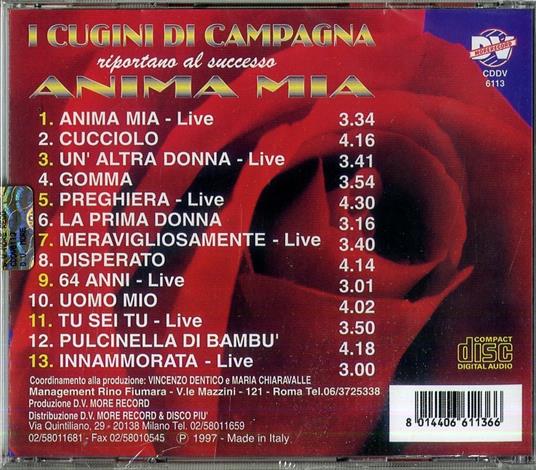 I CUGINI DI CAMPAGNA
riportano al successo
ANIMA MIA
DV
MORE RECORD
CDDV
6113
1. ANIMA MIA - Live 3.34
2. CUCCIOLO 4.16
3. UN' ALTRA DONNA - Live 3.41
4. GOMMA 3.54
5. PREGHIERA - Live 4.30
6. LA PRIMA DONNA 3.16
7. MERAVIGLIOSAMENTE - Live 3.40
8. DISPERATO 4.14
9. 64 ANNI - Live 3.01
10. UOMO MIO 4.02
11. TU SEI TU - Live 3.50
12. PULCINELLA DI BAMBU' 4.18
13. INNAMMORATA - Live 3.00
Coordinamento alla produzione: VINCENZO DENTICO e MARIA CHIARAVALLE
Management Rino Fiumara - V.le Mazzini - 121 - Roma Tel.06/3725338
Produzione D.V. MORE RECORD
Distribuzione D.V. MORE RECORD & DISCO PIU'
Via Quintiliano, 29 - 20138 Milano Tel. 02/58011659
02/58011681 - Fax 02/58010545 Ⓟ 1997 - Made in Italy
COMPACT
disc
DIGITAL AUDIO
8 014406 611366